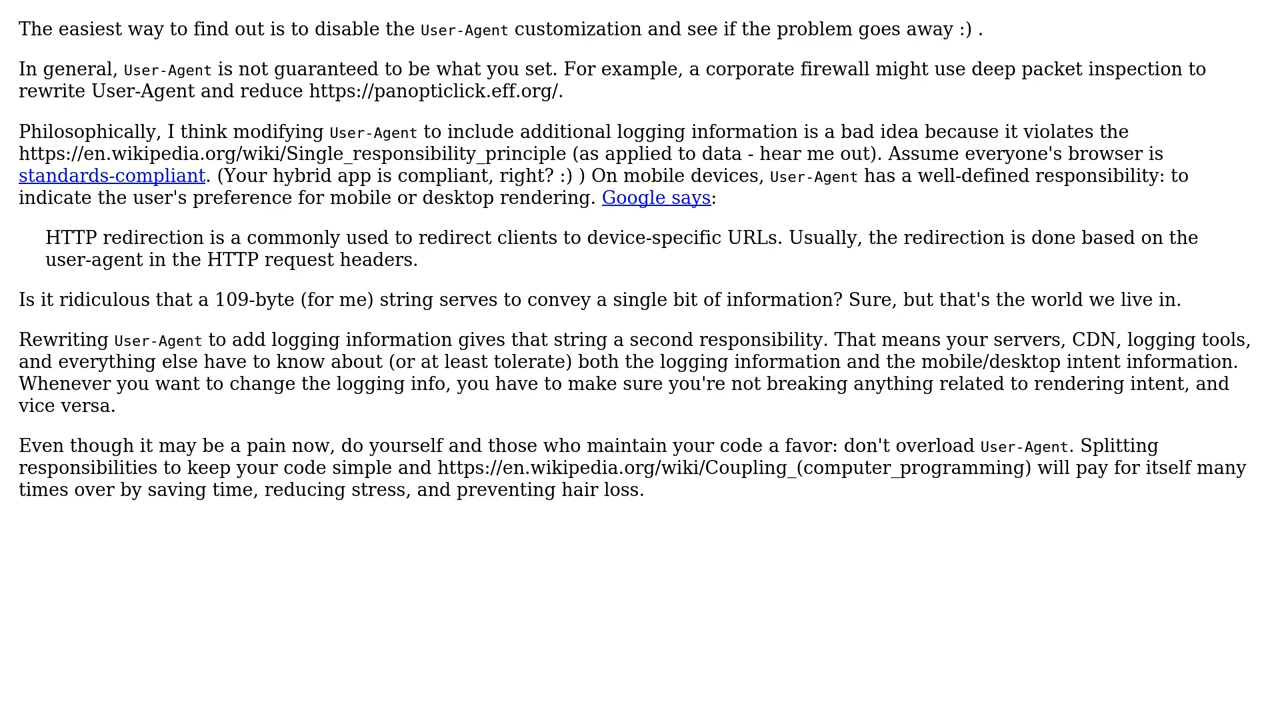 The easiest way to find out is to disable the User-Agent customization and see if the problem goes away :) .
In general, User-Agent is not guaranteed to be what you set. For example, a corporate firewall might use deep packet inspection to
rewrite User-Agent and reduce https://panopticlick.eff.org/.
Philosophically, I think modifying User-Agent to include additional logging information is a bad idea because it violates the
https://en.wikipedia.org/wiki/Single_responsibility_principle (as applied to data - hear me out). Assume everyone's browser is
standards-compliant. (Your hybrid app is compliant, right? :) ) On mobile devices, User-Agent has a well-defined responsibility: to
indicate the user's preference for mobile or desktop rendering. Google says:
HTTP redirection is a commonly used to redirect clients to device-specific URLs. Usually, the redirection is done based on the
user-agent in the HTTP request headers.
Is it ridiculous that a 109-byte (for me) string serves to convey a single bit of information? Sure, but that's the world we live in.
Rewriting User-Agent to add logging information gives that string a second responsibility. That means your servers, CDN, logging tools,
and everything else have to know about (or at least tolerate) both the logging information and the mobile/desktop intent information.
Whenever you want to change the logging info, you have to make sure you're not breaking anything related to rendering intent, and
vice versa.
Even though it may be a pain now, do yourself and those who maintain your code a favor: don't overload User-Agent. Splitting
responsibilities to keep your code simple and https://en.wikipedia.org/wiki/Coupling_(computer_programming) will pay for itself many
times over by saving time, reducing stress, and preventing hair loss.